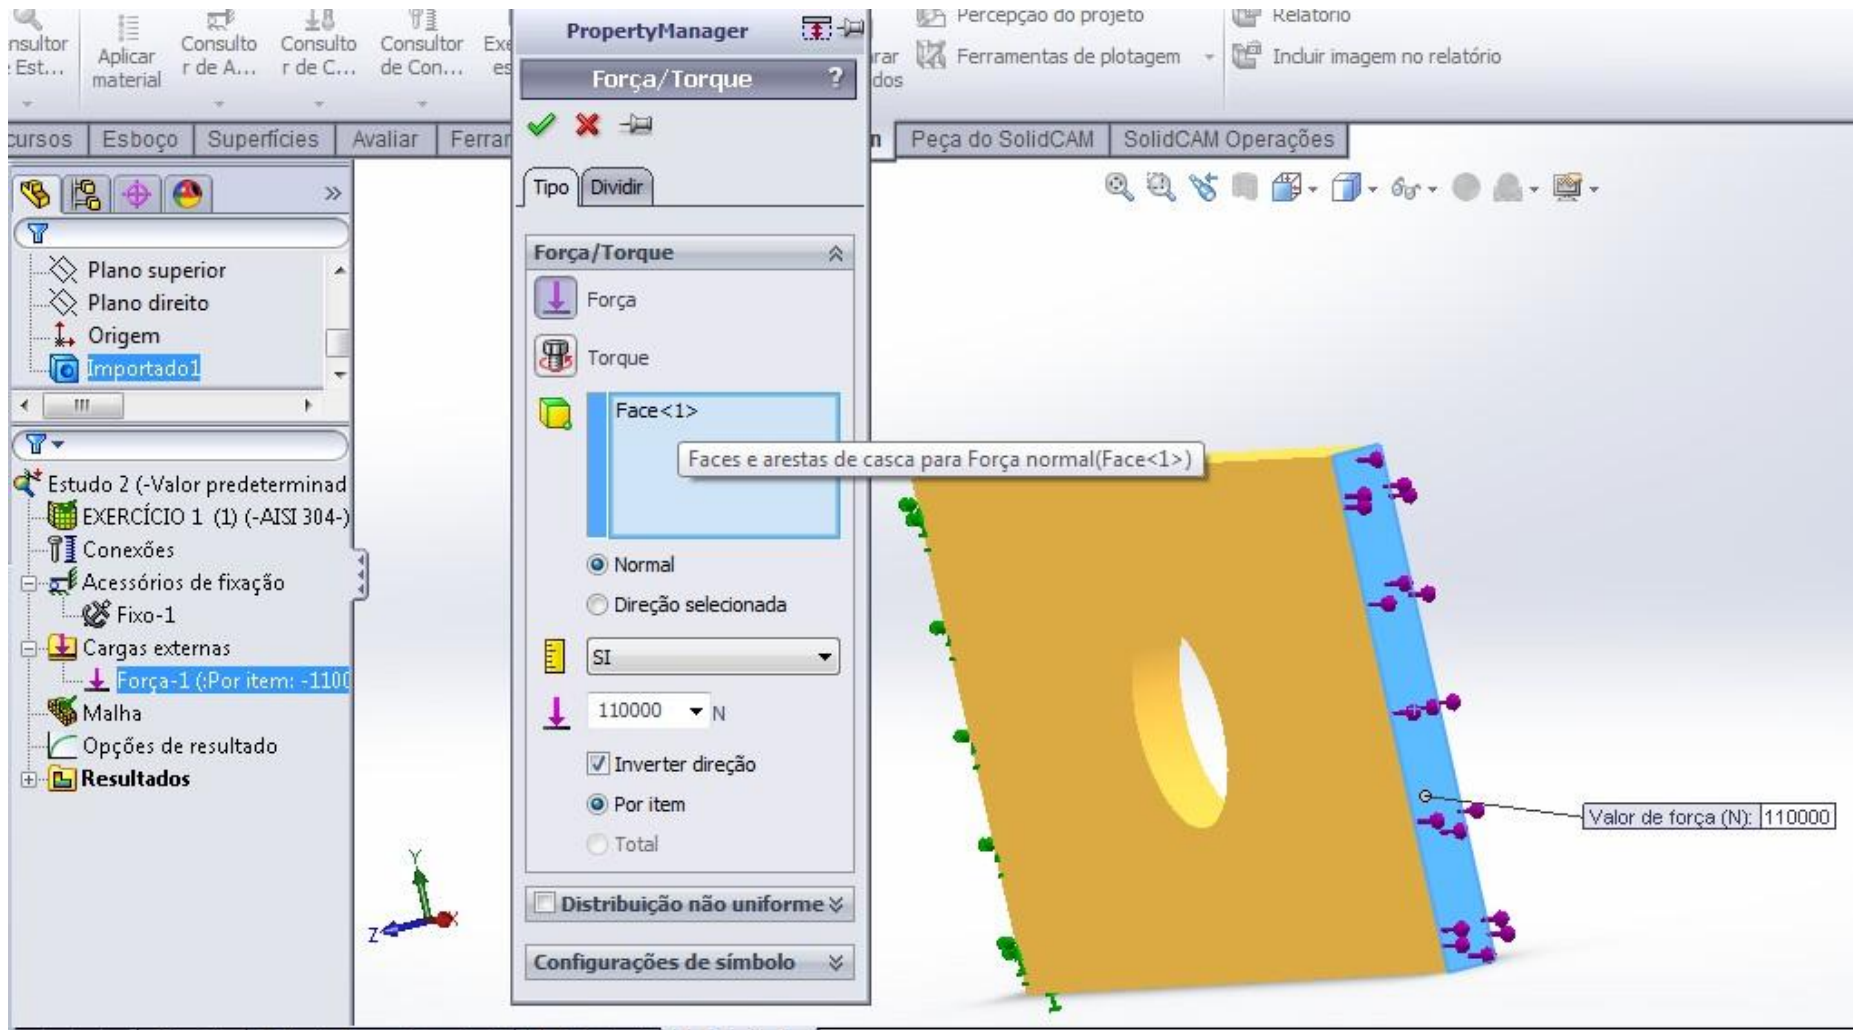 Percepção do projeto
Relatório
Ferramentas de plotagem
Incluir imagem no relatório
nsultor
Est...
Aplicar
material
Consulto
r de A...
Consulto
r de C...
Consultor
de Con...
Exe
es
rar
dos
cursos
Esboço
Superfícies
Avaliar
Ferrar
n
Peça do SolidCAM
SolidCAM Operações
PropertyManager
Força/Torque
?
Tipo
Dividir
Força/Torque
Força
Torque
Face<1>
Faces e arestas de casca para Força normal(Face<1>)
Normal
Direção selecionada
SI
110000
N
Inverter direção
Por item
Total
Distribuição não uniforme
Configurações de símbolo
Plano superior
Plano direito
Origem
Importado1
Estudo 2 (-Valor predeterminad
EXERCÍCIO 1 (1) (-AISI 304-)
Conexões
Acessórios de fixação
Fixo-1
Cargas externas
Força-1 (:Por item: -1100
Malha
Opções de resultado
Resultados
Y
Z
X
Valor de força (N): 110000